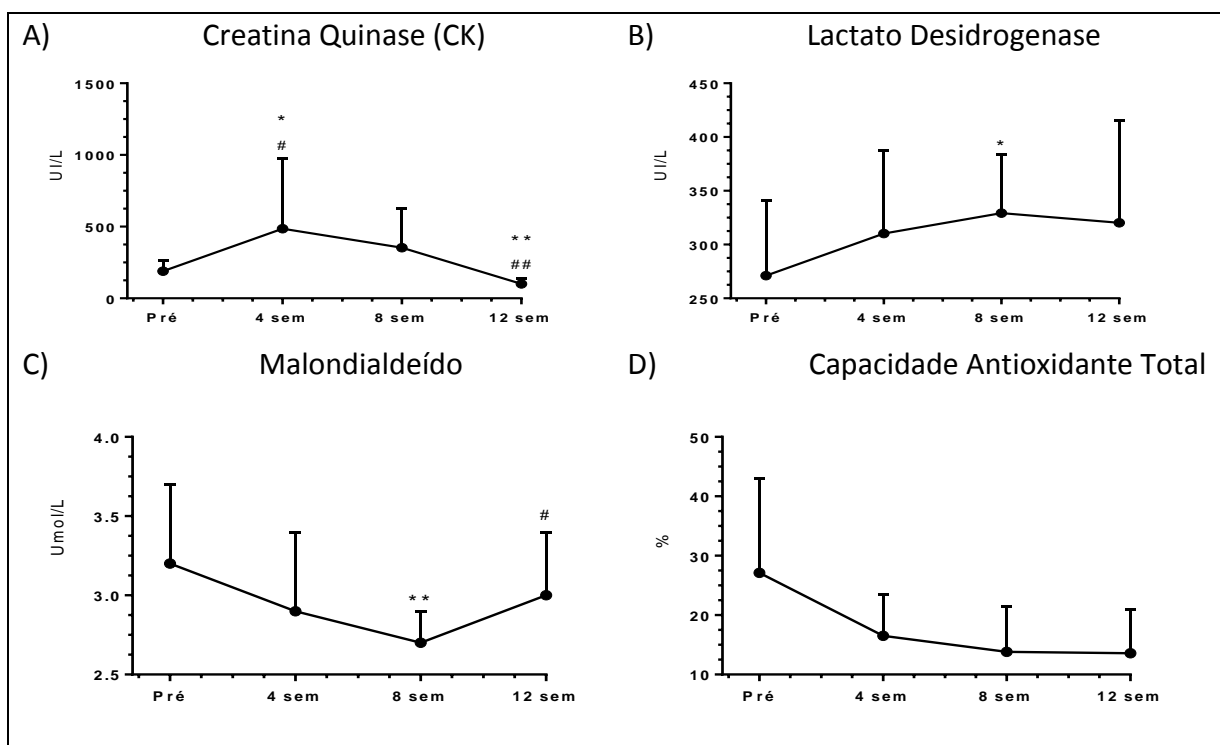 A) Creatina Quinase (CK)
1500
1000
500
0
UI/L
*
#
**
##
Pré 4 sem 8 sem 12 sem
B) Lactato Desidrogenase
450
400
350
300
250
UI/L
*
Pré 4 sem 8 sem 12 sem
C) Malondialdeído
4.0
3.5
3.0
2.5
Umol/L
**
#
Pré 4 sem 8 sem 12 sem
D) Capacidade Antioxidante Total
50
40
30
20
10
%
Pré 4 sem 8 sem 12 sem